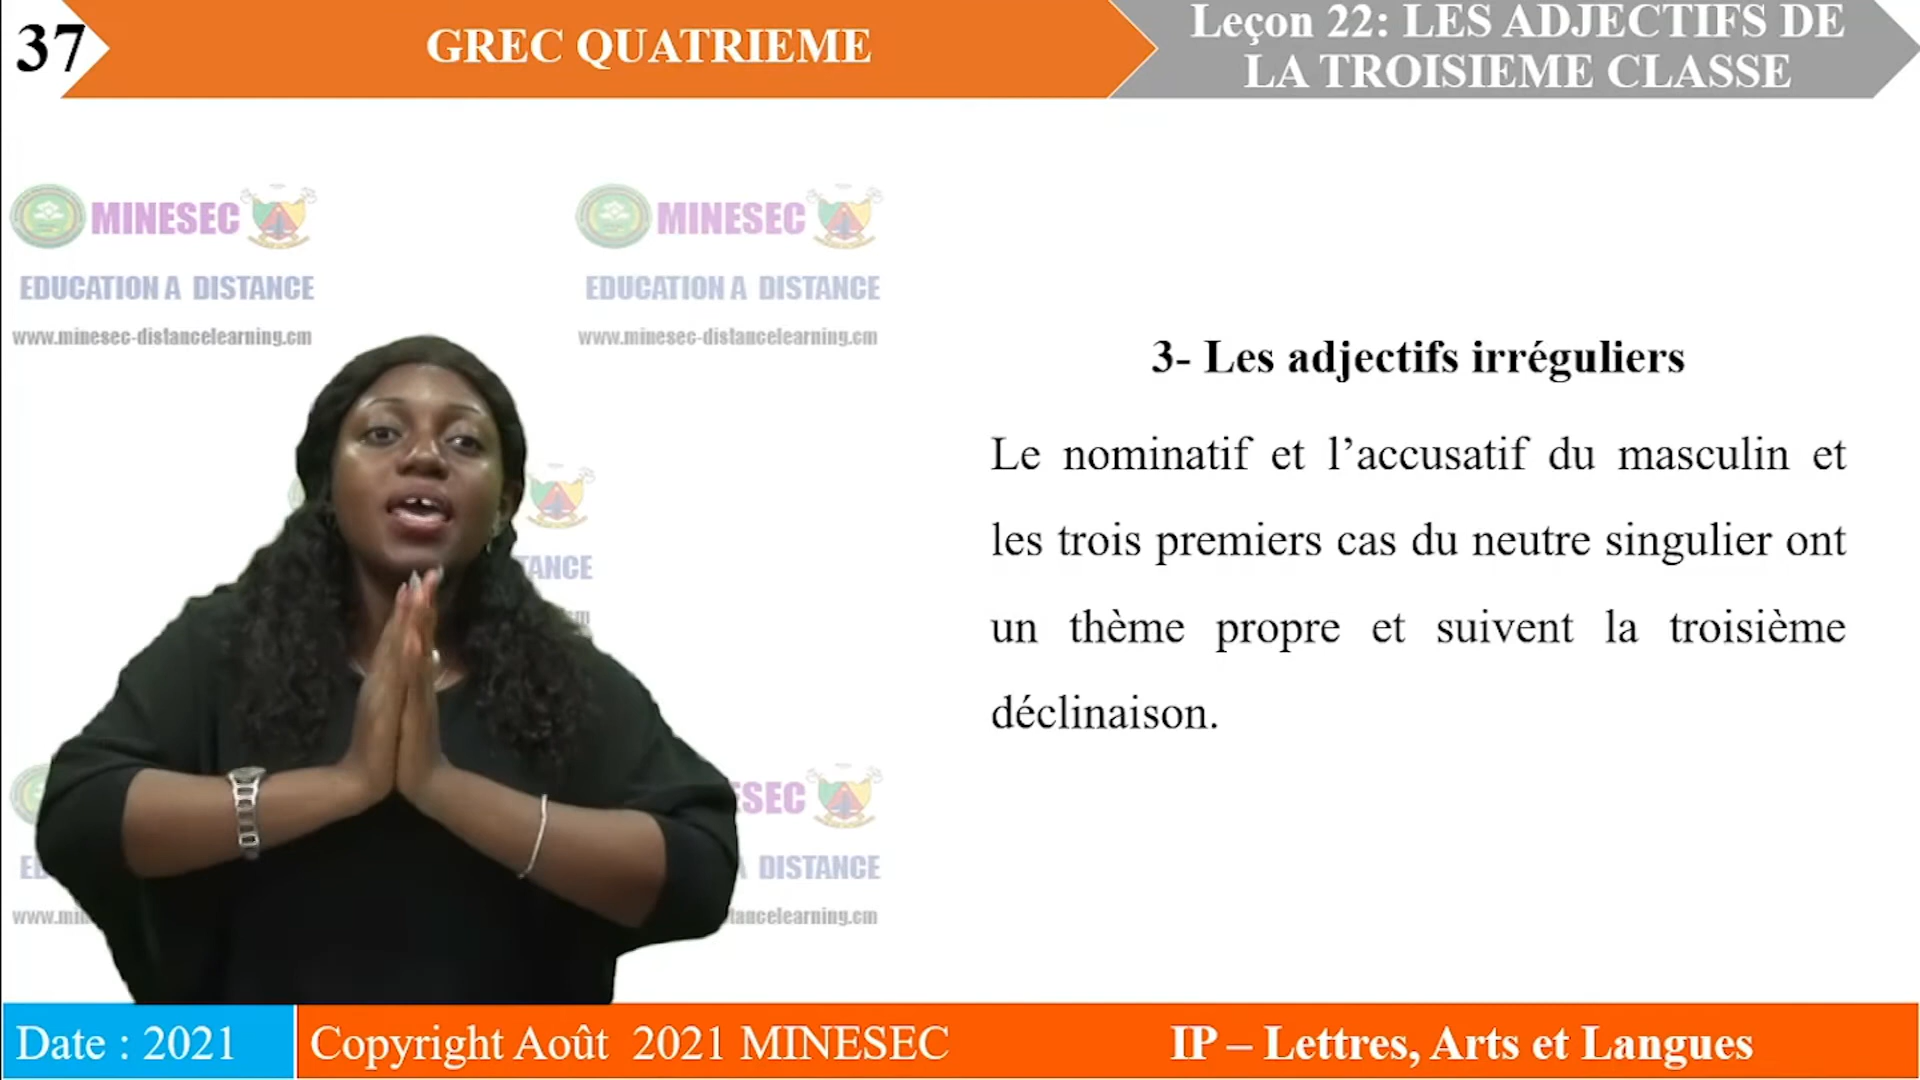 37
GREC QUATRIEME
Leçon 22: LES ADJECTIFS DE
LA TROISIEME CLASSE
MINESEC
EDUCATION A DISTANCE
www.minesec-distancelearning.cm
MINESEC
EDUCATION A DISTANCE
www.minesec-distancelearning.cm
3- Les adjectifs irréguliers
Le nominatif et l’accusatif du masculin et
les trois premiers cas du neutre singulier ont
un thème propre et suivent la troisième
déclinaison.
Date : 2021
Copyright Août 2021 MINESEC
IP – Lettres, Arts et Langues